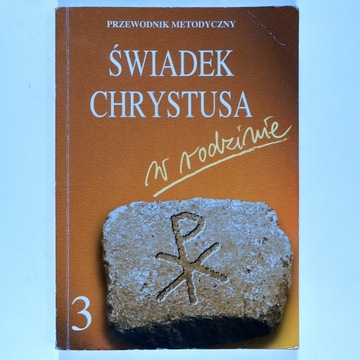 PRZEWODNIK METODYCZNY
ŚWIADEK
CHRYSTUSA
w rodzinie
3